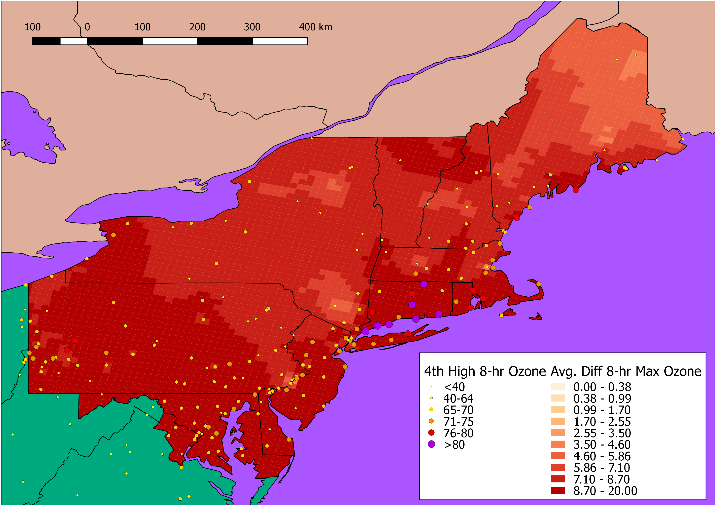 100 0 100 200 300 400 km
4th High 8-hr Ozone Avg. Diff 8-hr Max Ozone
<40 0.00 - 0.38
40-64 0.38 - 0.99
65-70 0.99 - 1.70
71-75 1.70 - 2.55
76-80 2.55 - 3.50
>80 3.50 - 4.60
4.60 - 5.86
5.86 - 7.10
7.10 - 8.70
8.70 - 20.00